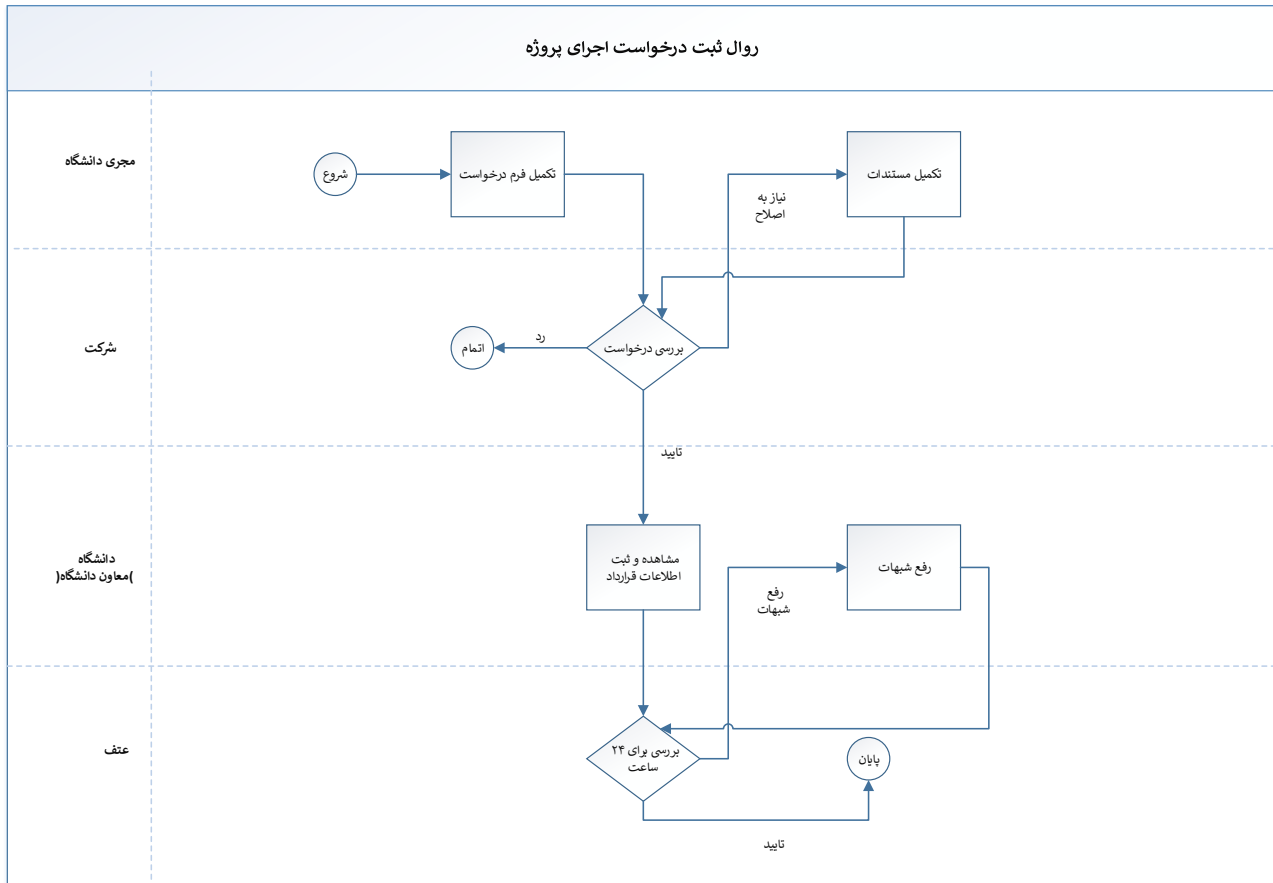 روال ثبت درخواست اجرای پروژه
مجری دانشگاه
شروع
تکمیل فرم درخواست
تکمیل مستندات
نیاز به
اصلاح
شرکت
اتمام
رد
بررسی درخواست
تایید
دانشگاه
)معاون دانشگاه(
مشاهده و ثبت
اطلاعات قرارداد
رفع
شبهات
رفع شبهات
عتف
بررسی برای ۲۴
ساعت
پایان
تایید